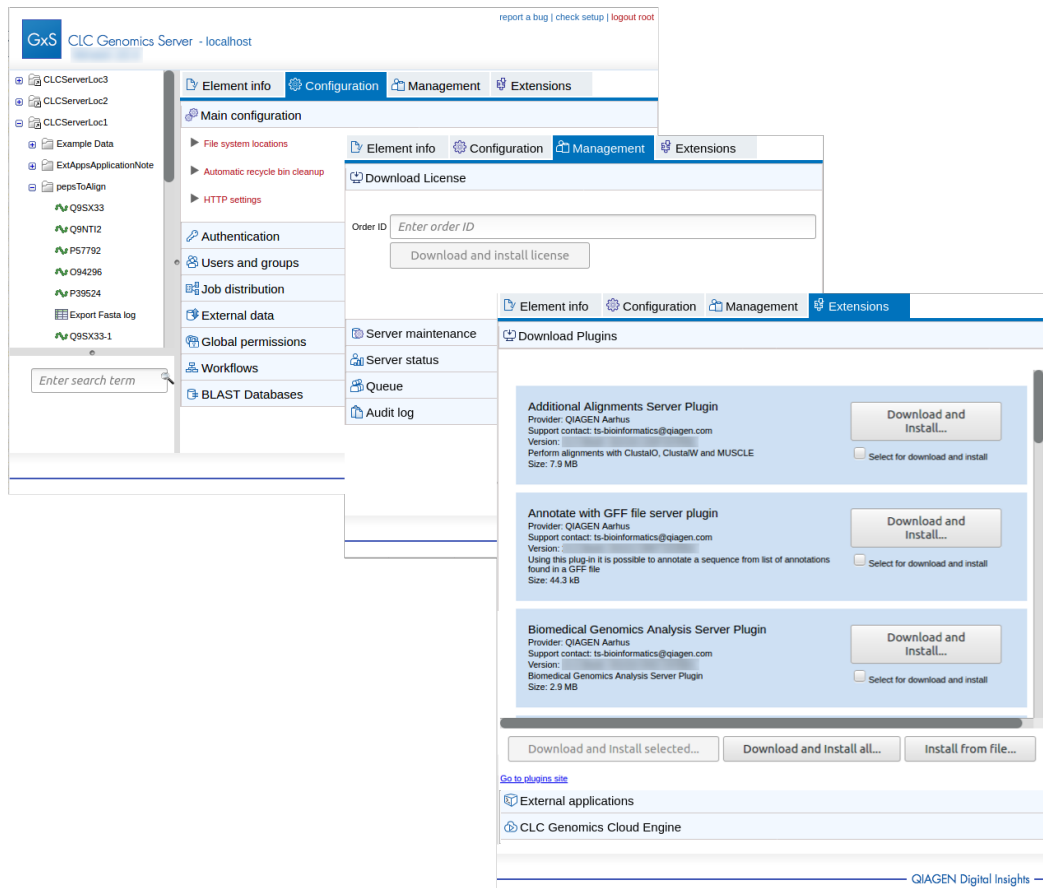 report a bug | check setup | logout root
GxS CLC Genomics Server - localhost
CLCServerLoc3
CLCServerLoc2
CLCServerLoc1
Example Data
ExtAppsApplicationNote
pepsToAlign
Q9SX33
Q9NTI2
P57792
O94296
P39524
Export Fasta log
Q9SX33-1
Enter search term
Element info Configuration Management Extensions
Main configuration
File system locations
Automatic recycle bin cleanup
HTTP settings
Authentication
Users and groups
Job distribution
External data
Global permissions
Workflows
BLAST Databases
Element info Configuration Management Extensions
Download License
Order ID Enter order ID
Download and install license
Server maintenance
Server status
Queue
Audit log
Element info Configuration Management Extensions
Download Plugins
Additional Alignments Server Plugin
Provider: QIAGEN Aarhus
Support contact: ts-bioinformatics@qiagen.com
Version:
Perform alignments with ClustalO, ClustalW and MUSCLE
Size: 7.9 MB
Download and
Install...
Select for download and install
Annotate with GFF file server plugin
Provider: QIAGEN Aarhus
Support contact: ts-bioinformatics@qiagen.com
Version:
Using this plug-in it is possible to annotate a sequence from list of annotations
found in a GFF file
Size: 44.3 kB
Download and
Install...
Select for download and install
Biomedical Genomics Analysis Server Plugin
Provider: QIAGEN Aarhus
Support contact: ts-bioinformatics@qiagen.com
Version:
Biomedical Genomics Analysis Server Plugin
Size: 2.9 MB
Download and
Install...
Select for download and install
Download and Install selected... Download and Install all... Install from file...
Go to plugins site
External applications
CLC Genomics Cloud Engine
QIAGEN Digital Insights